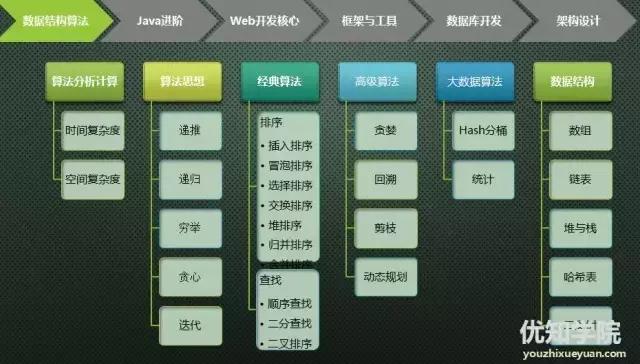 数据结构算法
Java进阶
Web开发核心
框架与工具
数据库开发
架构设计
算法分析计算
时间复杂度
空间复杂度
算法思想
递推
递归
穷举
贪心
迭代
经典算法
排序
• 插入排序
• 冒泡排序
• 选择排序
• 交换排序
• 堆排序
• 归并排序
查找
• 顺序查找
• 二分查找
• 二叉排序
高级算法
贪婪
回溯
剪枝
动态规划
大数据算法
Hash分桶
统计
数据结构
数组
链表
堆与栈
哈希表
优知学院
youzhixueyuan.com